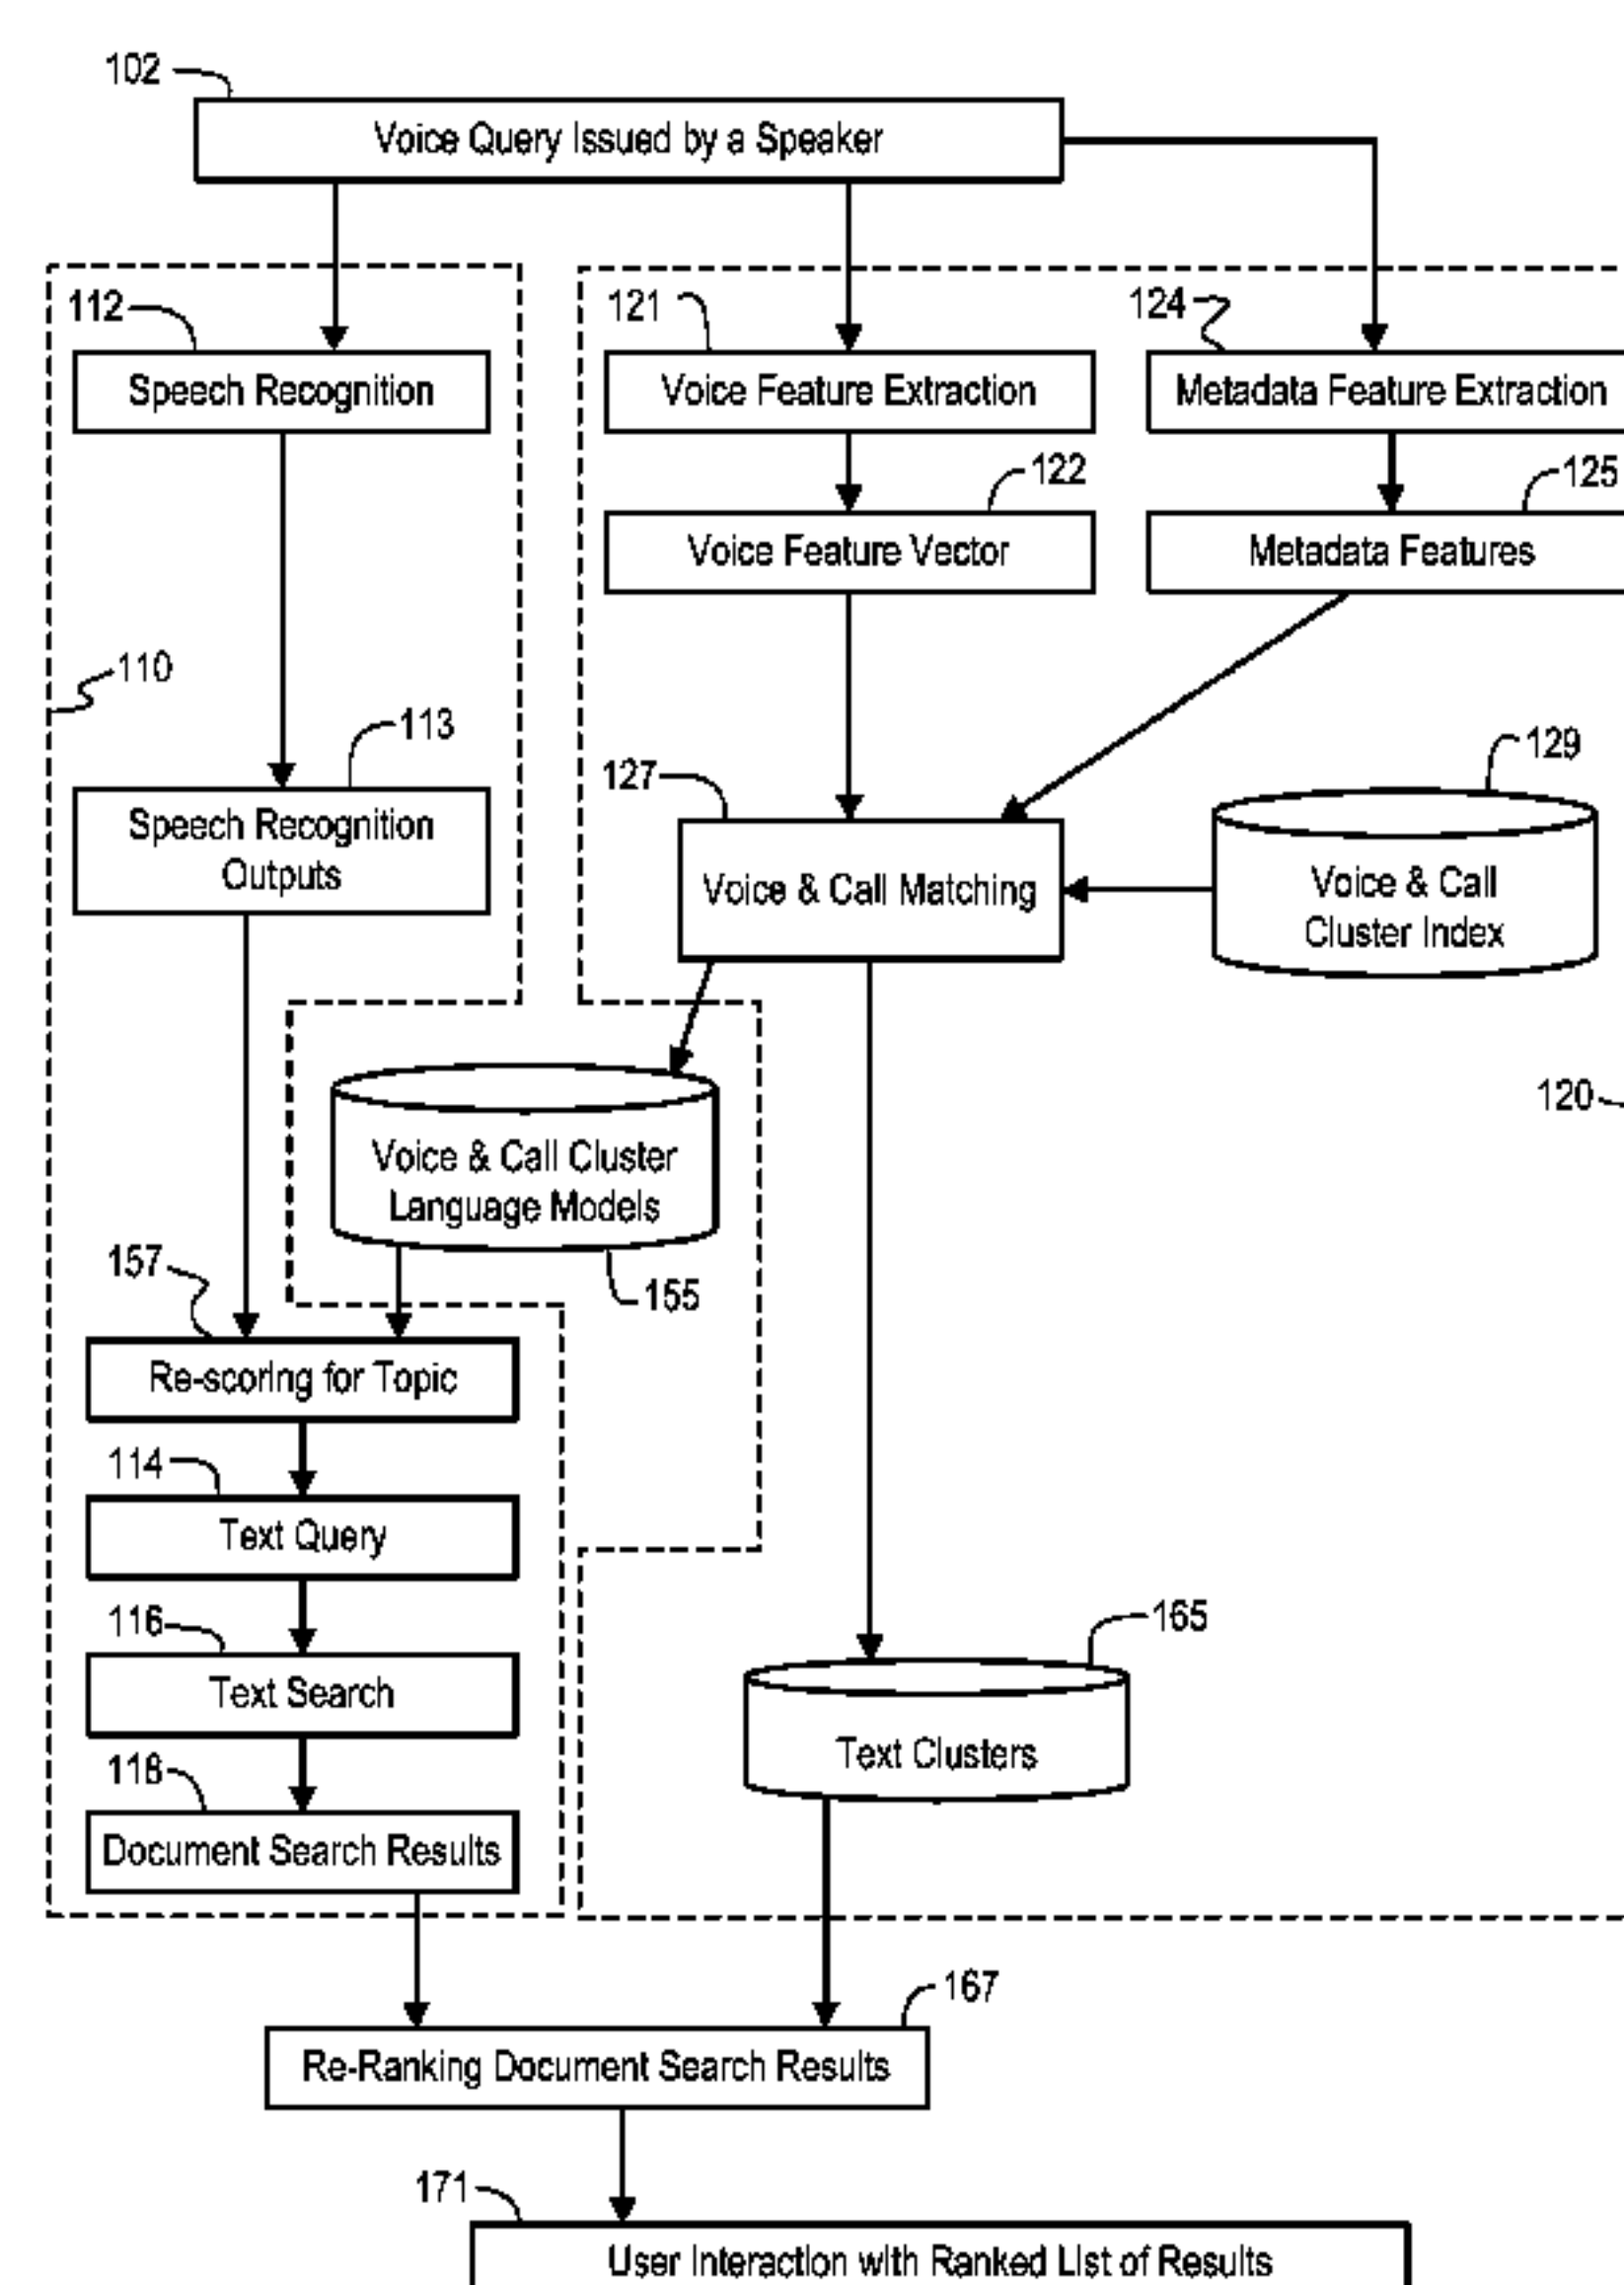 102
Voice Query Issued by a Speaker
112
121
124
Speech Recognition
Voice Feature Extraction
Metadata Feature Extraction
122
125
Voice Feature Vector
Metadata Features
110
113
127
129
Speech Recognition
Outputs
Voice & Call Matching
Voice & Call
Cluster Index
120
Voice & Call Cluster
Language Models
157
155
Re-scoring for Topic
114
Text Query
116
165
Text Search
Text Clusters
118
Document Search Results
167
Re-Ranking Document Search Results
171
User Interaction with Ranked List of Results